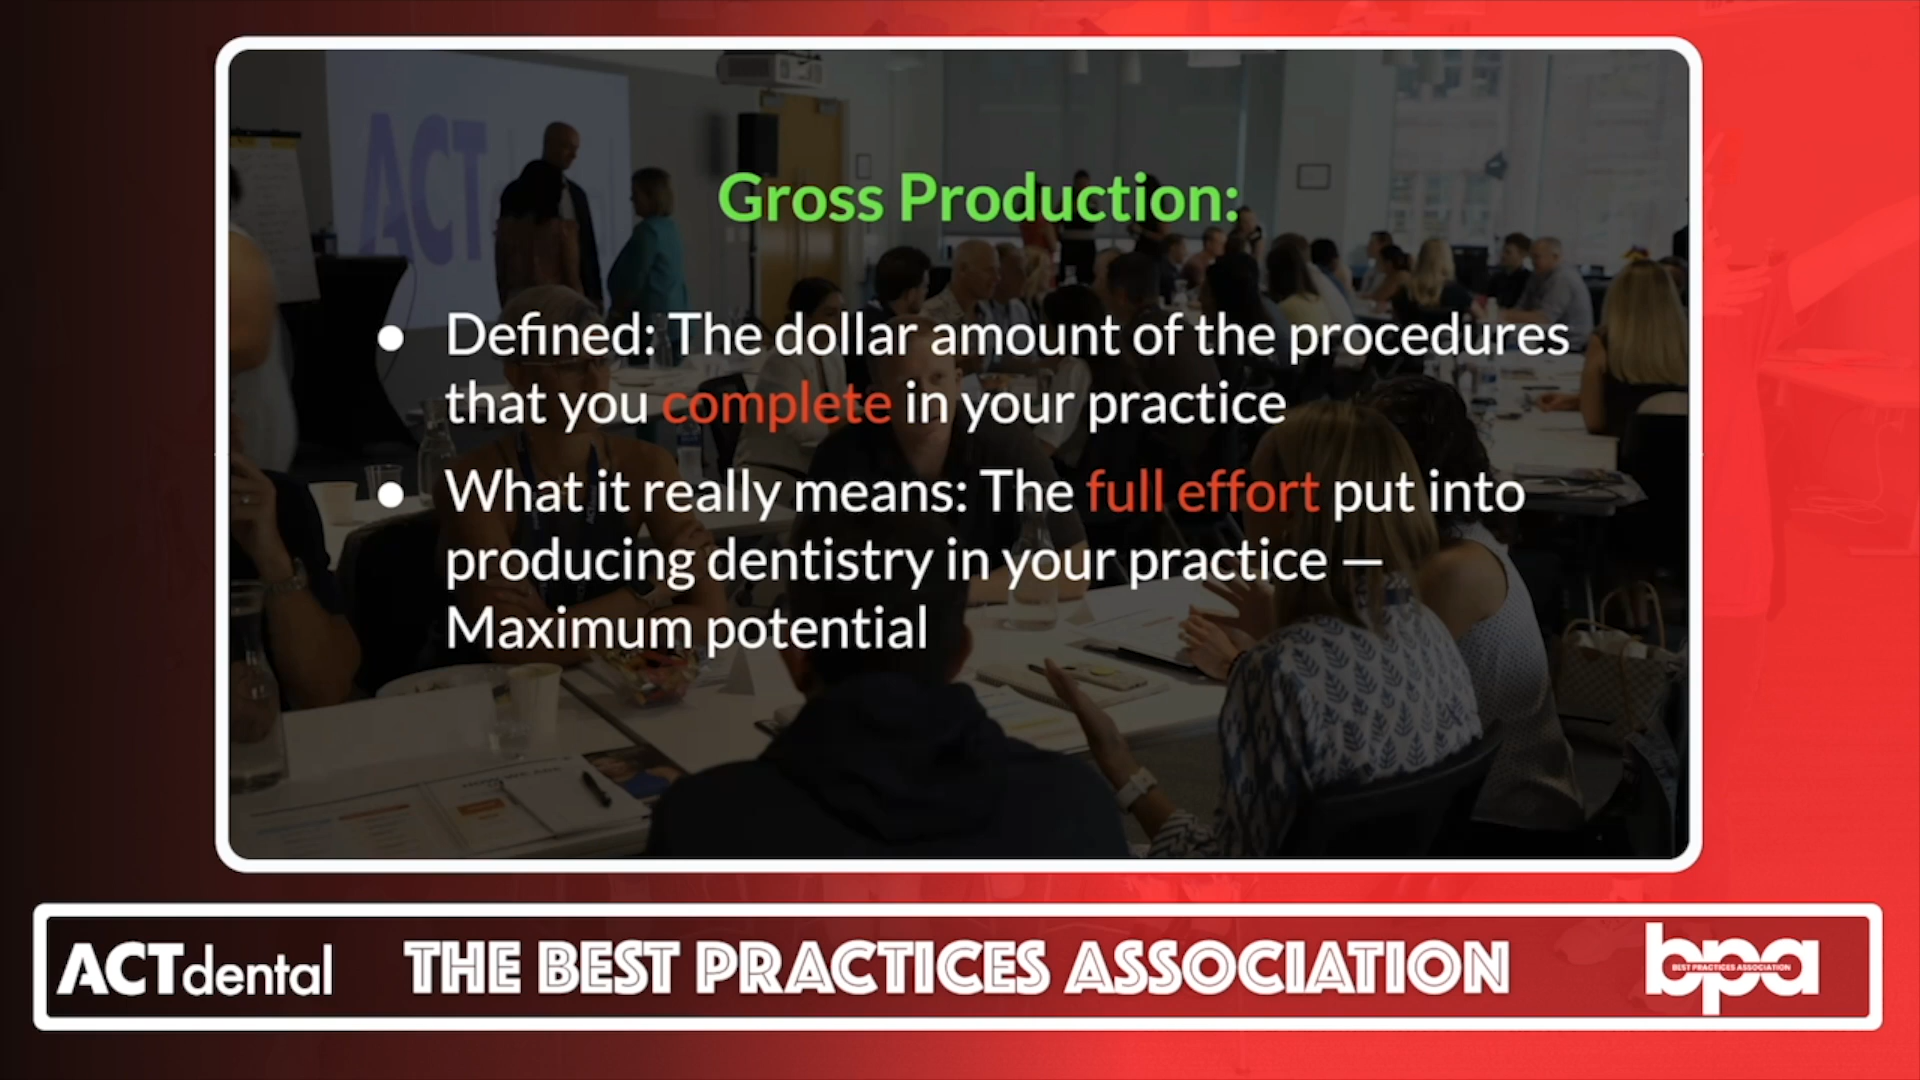 ACT
Gross Production:
● Defined: The dollar amount of the procedures
that you complete in your practice
● What it really means: The full effort put into
producing dentistry in your practice —
Maximum potential
ACTdental
THE BEST PRACTICES ASSOCIATION
bpa
BEST PRACTICES ASSOCIATION